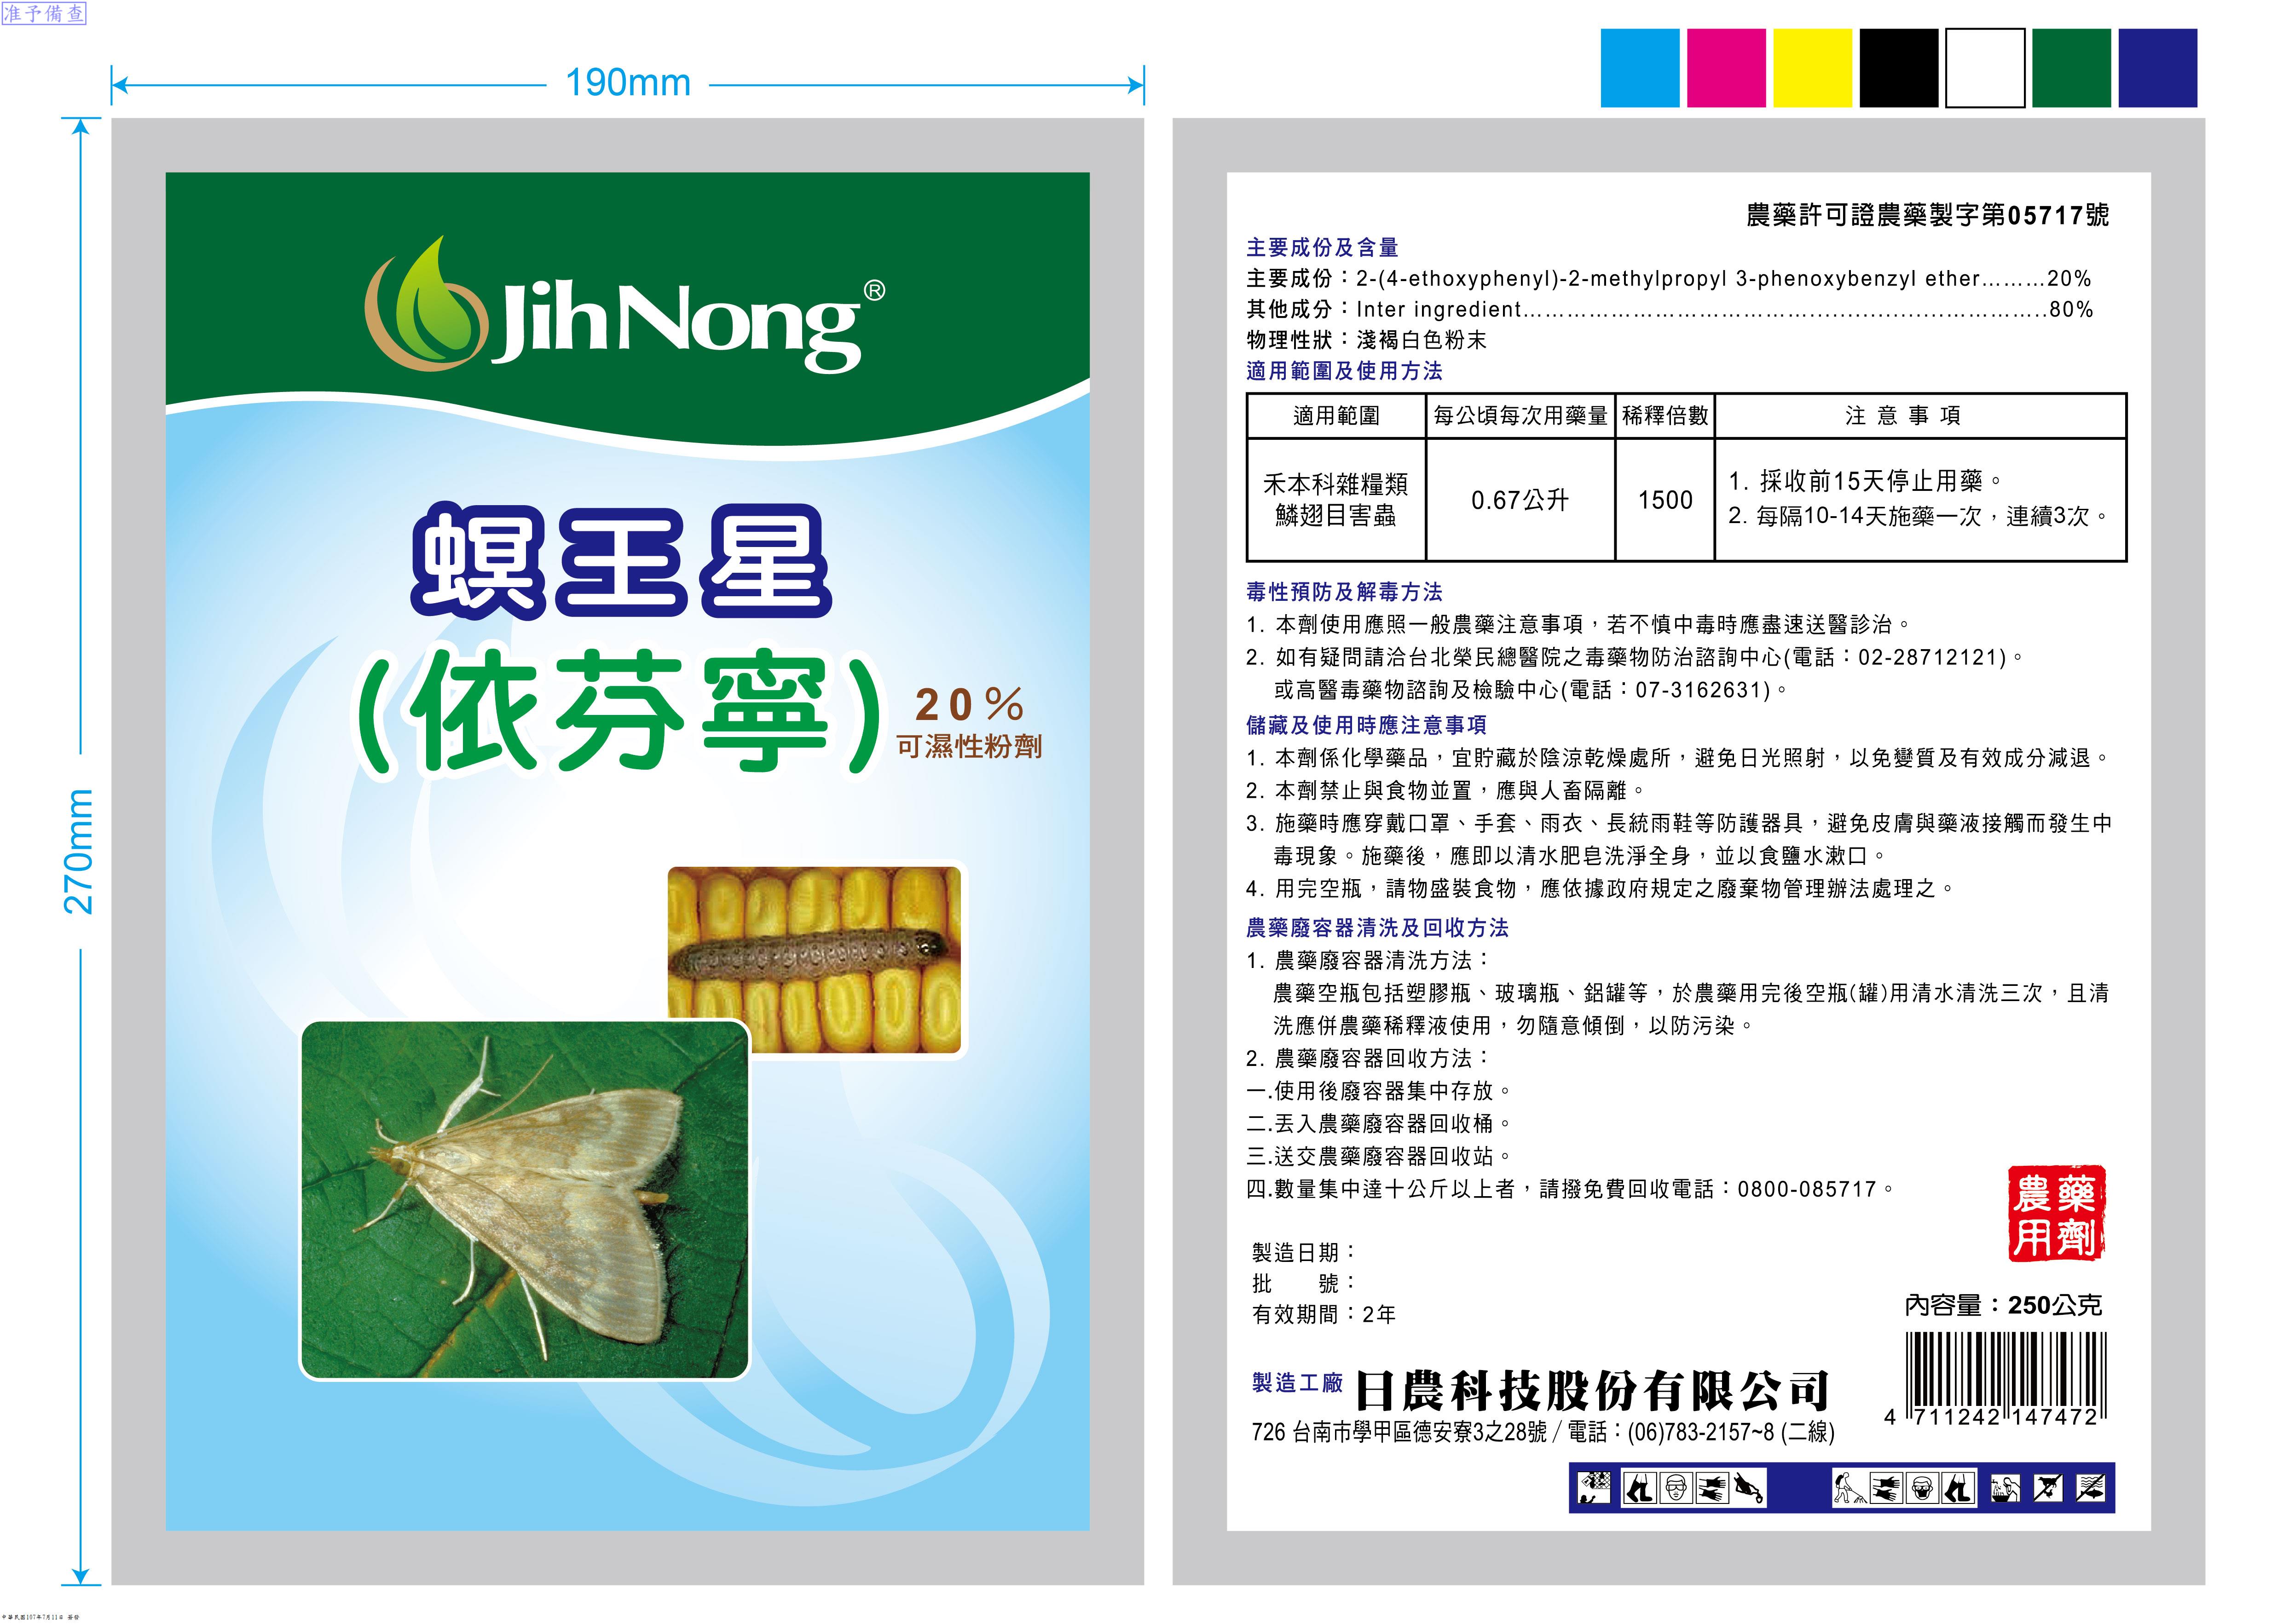 准予備查
190mm
270mm
JihNong®
螟王星
(依芬寧)
20%
可濕性粉劑
農藥許可證農藥製字第05717號
主要成份及含量
主要成份：2-(4-ethoxyphenyl)-2-methylpropyl 3-phenoxybenzyl ether………20%
其他成分：Inter ingredient……………………………………...................…………..80%
物理性狀：淺褐白色粉末
適用範圍及使用方法
適用範圍 每公頃每次用藥量 稀釋倍數 注意事項
禾本科雜糧類
鱗翅目害蟲
0.67公升
1500
1. 採收前15天停止用藥。
2. 每隔10-14天施藥一次，連續3次。
毒性預防及解毒方法
1. 本劑使用應照一般農藥注意事項，若不慎中毒時應盡速送醫診治。
2. 如有疑問請洽台北榮民總醫院之毒藥物防治諮詢中心(電話：02-28712121)。
或高醫毒藥物諮詢及檢驗中心(電話：07-3162631)。
儲藏及使用時應注意事項
1. 本劑係化學藥品，宜貯藏於陰涼乾燥處所，避免日光照射，以免變質及有效成分減退。
2. 本劑禁止與食物並置，應與人畜隔離。
3. 施藥時應穿戴口罩、手套、雨衣、長統雨鞋等防護器具，避免皮膚與藥液接觸而發生中
毒現象。施藥後，應即以清水肥皂洗淨全身，並以食鹽水漱口。
4. 用完空瓶，請物盛裝食物，應依據政府規定之廢棄物管理辦法處理之。
農藥廢容器清洗及回收方法
1. 農藥廢容器清洗方法：
農藥空瓶包括塑膠瓶、玻璃瓶、鋁罐等，於農藥用完後空瓶(罐)用清水清洗三次，且清
洗應併農藥稀釋液使用，勿隨意傾倒，以防污染。
2. 農藥廢容器回收方法：
一.使用後廢容器集中存放。
二.丟入農藥廢容器回收桶。
三.送交農藥廢容器回收站。
四.數量集中達十公斤以上者，請撥免費回收電話：0800-085717。
農藥
用劑
製造日期：
批　　號：
有效期間：2年
內容量：250公克
4 711242 147472
製造工廠 日農科技股份有限公司
726 台南市學甲區德安寮3之28號 / 電話：(06)783-2157~8 (二線)
中華民國107年7月11日